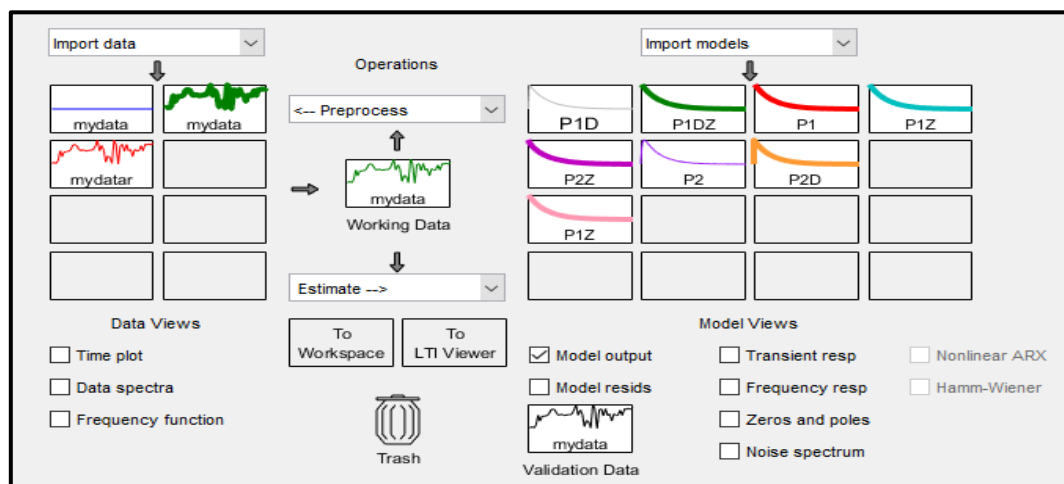 Import data
Import models
Operations
mydata
mydata
<-- Preprocess
P1D
P1DZ
P1
P1Z
mydatar
mydata
P2Z
P2
P2D
Working Data
P1Z
Estimate -->
Data Views
Model Views
To
Workspace
To
LTI Viewer
Time plot
Data spectra
Frequency function
Trash
Model output
Model resids
mydata
Validation Data
Transient resp
Frequency resp
Zeros and poles
Noise spectrum
Nonlinear ARX
Hamm-Wiener